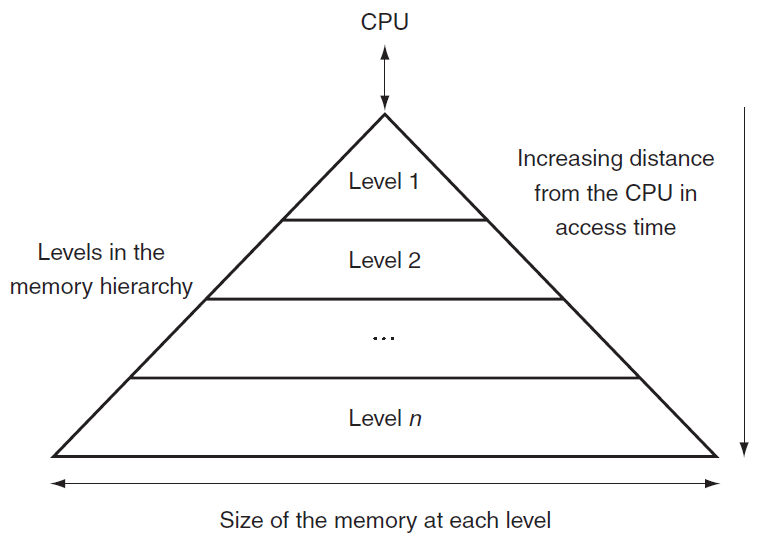 CPU
Level 1
Increasing distance
from the CPU in
access time
Levels in the
memory hierarchy
Level 2
...
Level n
Size of the memory at each level